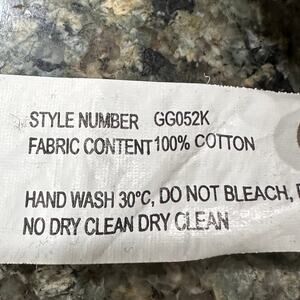 STYLE NUMBER GG052K
FABRIC CONTENT 100% COTTON
HAND WASH 30°C, DO NOT BLEACH,
NO DRY CLEAN DRY CLEAN